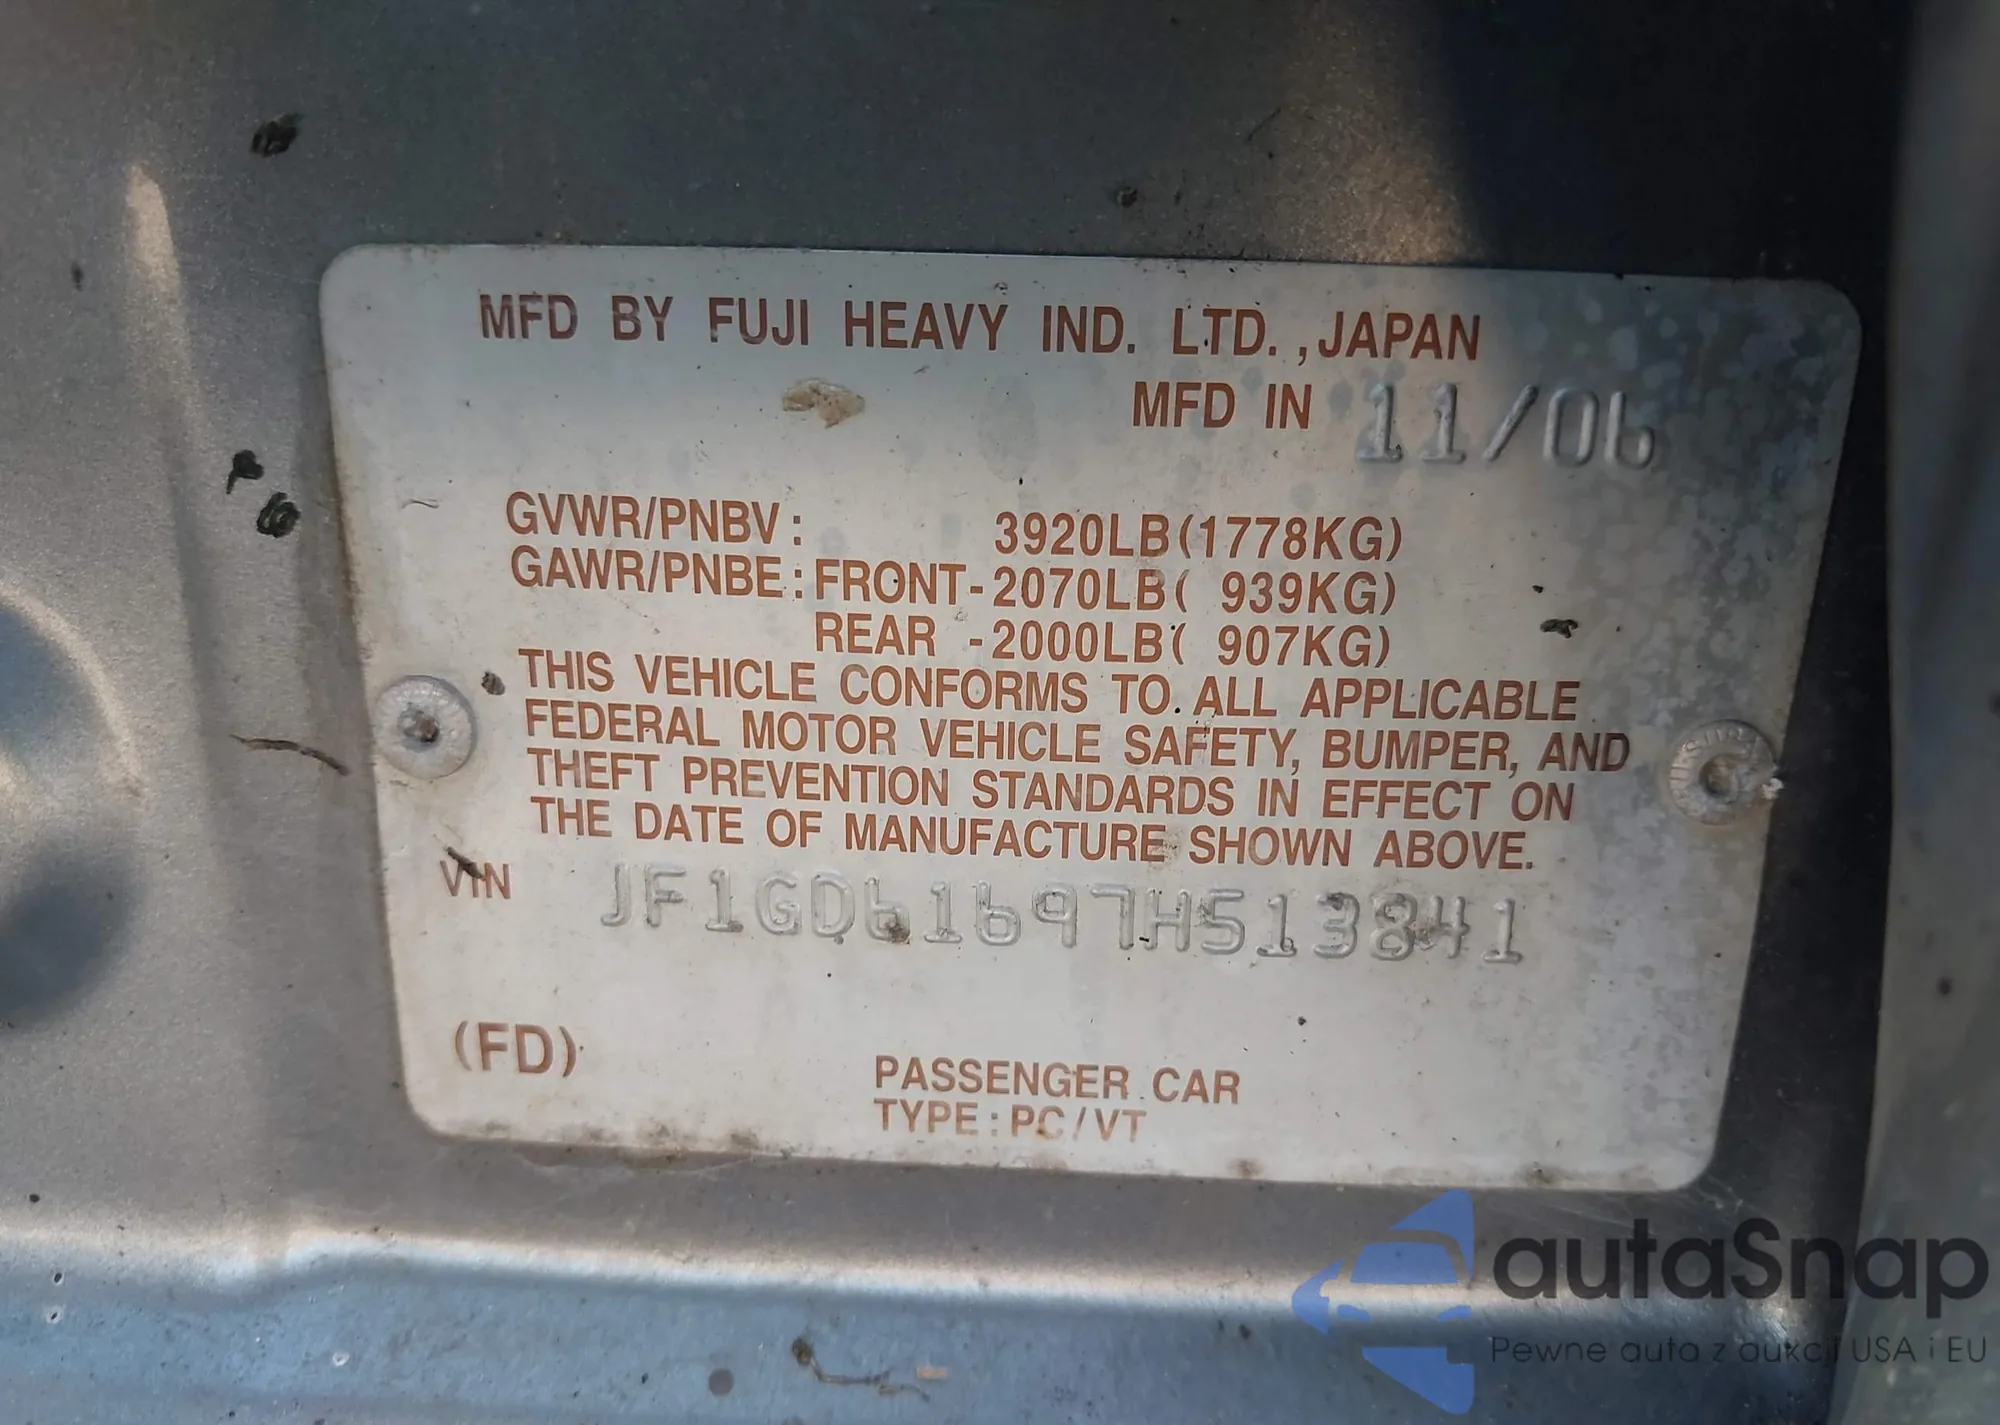 MFD BY FUJI HEAVY IND. LTD., JAPAN
MFD IN 11/06
GVWR/PNBV: 3920LB(1778KG)
GAWR/PNBE: FRONT-2070LB( 939KG)
REAR -2000LB( 907KG)
THIS VEHICLE CONFORMS TO ALL APPLICABLE
FEDERAL MOTOR VEHICLE SAFETY, BUMPER, AND
THEFT PREVENTION STANDARDS IN EFFECT ON
THE DATE OF MANUFACTURE SHOWN ABOVE.
VIN JF1GD61697H513841
(FD)
PASSENGER CAR
TYPE: PC/VT
autaSnap
Pewne auta z aukcji USA i EU